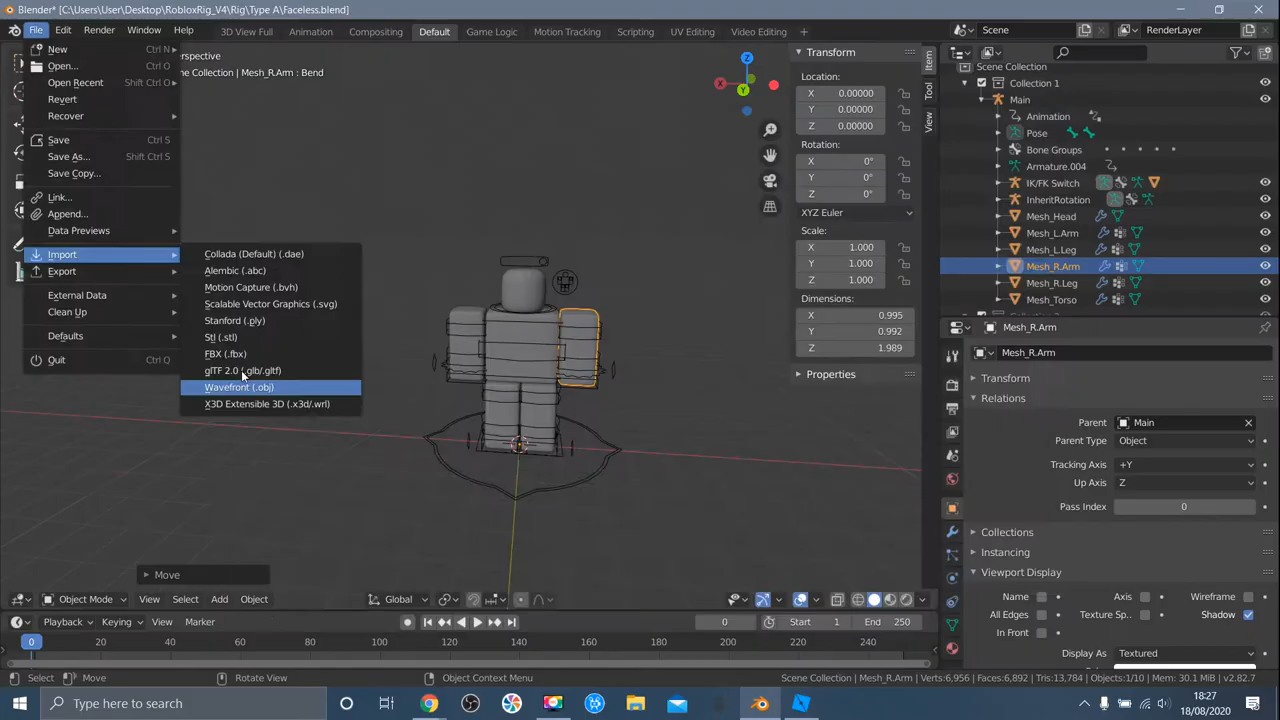 Blender* [C:\Users\User\Desktop\RobloxRig_V4\Rig\Type A\Faceless.blend]
File Edit Render Window Help 3D View Full Animation Compositing Default Game Logic Motion Tracking Scripting UV Editing Video Editing Scene RenderLayer
New Ctrl N
Open... Ctrl O
Open Recent Shift Ctrl O
Revert
Recover
Save Ctrl S
Save As... Shift Ctrl S
Save Copy...
Link...
Append...
Data Previews
Import
Export
External Data
Clean Up
Defaults
Quit Ctrl Q
Collada (Default) (.dae)
Alembic (.abc)
Motion Capture (.bvh)
Scalable Vector Graphics (.svg)
Stanford (.ply)
Stl (.stl)
FBX (.fbx)
glTF 2.0 (.glb/.gltf)
Wavefront (.obj)
X3D Extensible 3D (.x3d/.wrl)
Collection | Mesh_R.Arm : Bend
X
Y
Z
Transform
Location:
X 0.00000
Y 0.00000
Z 0.00000
Rotation:
X 0°
Y 0°
Z 0°
XYZ Euler
Scale:
X 1.000
Y 1.000
Z 1.000
Dimensions:
X 0.995
Y 0.992
Z 1.989
Properties
Item
Tool
View
Scene Collection
Collection 1
Main
Animation
Pose
Bone Groups
Armature.004
IK/FK Switch
InheritRotation
Mesh_Head
Mesh_L.Arm
Mesh_L.Leg
Mesh_R.Arm
Mesh_R.Leg
Mesh_Torso
Mesh_R.Arm
Mesh_R.Arm
Transform
Relations
Parent Main
Parent Type Object
Tracking Axis +Y
Up Axis Z
Pass Index 0
Collections
Instancing
Viewport Display
Name Axis Wireframe
All Edges Texture Sp.. Shadow
In Front
Display As Textured
Move
Object Mode View Select Add Object Global
Playback Keying View Marker 0 Start 1 End 250
0 20 40 60 80 100 120 140 160 180 200 220 240
Select Move Rotate View Object Context Menu Scene Collection | Mesh_R.Arm | Verts:6,956 | Faces:6,892 | Tris:13,784 | Objects:1/10 | Mem: 30.1 MiB | v2.82.7
Type here to search
18:27
18/08/2020